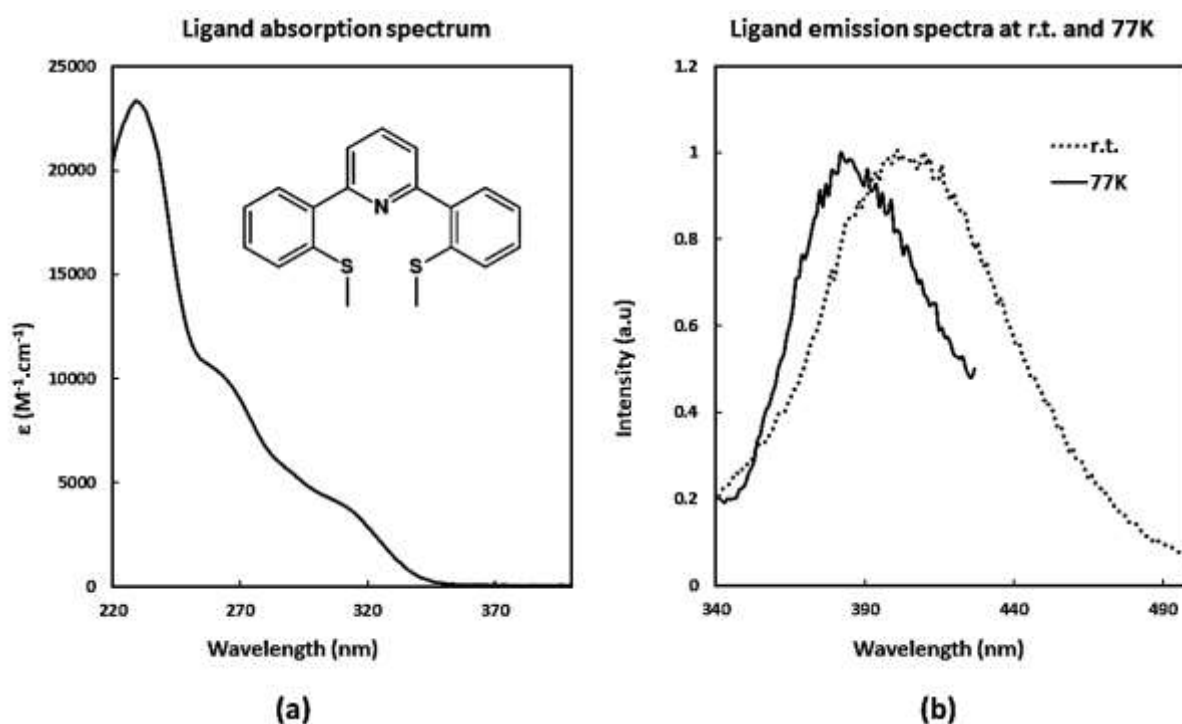 Ligand absorption spectrum
25000
20000
15000
10000
5000
0
ε (M⁻¹.cm⁻¹)
N
S
S
220
270
320
370
Wavelength (nm)
(a)
Ligand emission spectra at r.t. and 77K
1.2
1
0.8
0.6
0.4
0.2
0
Intensity (a.u)
r.t.
77K
340
390
440
490
Wavelength (nm)
(b)